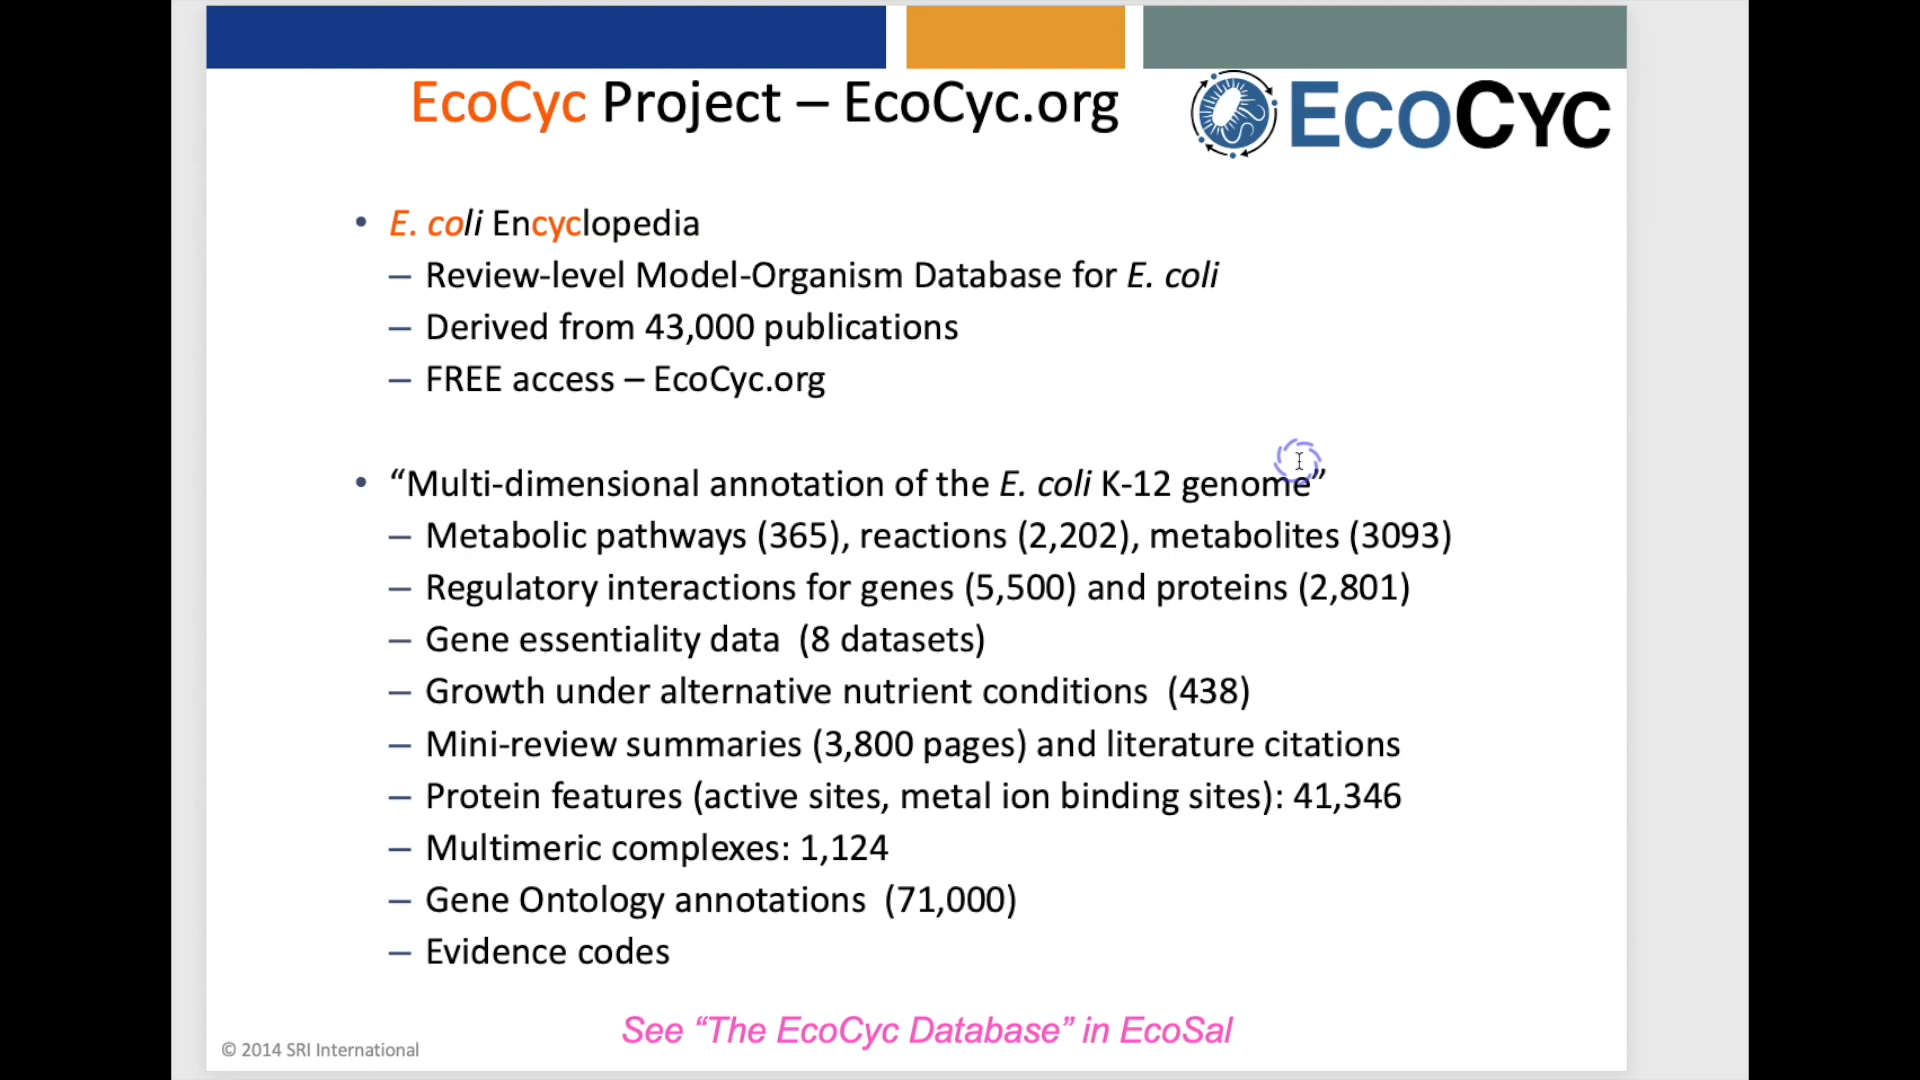 EcoCyc Project – EcoCyc.org
ECOCYC
• E. coli Encyclopedia
– Review-level Model-Organism Database for E. coli
– Derived from 43,000 publications
– FREE access – EcoCyc.org
• “Multi-dimensional annotation of the E. coli K-12 genome”
– Metabolic pathways (365), reactions (2,202), metabolites (3093)
– Regulatory interactions for genes (5,500) and proteins (2,801)
– Gene essentiality data (8 datasets)
– Growth under alternative nutrient conditions (438)
– Mini-review summaries (3,800 pages) and literature citations
– Protein features (active sites, metal ion binding sites): 41,346
– Multimeric complexes: 1,124
– Gene Ontology annotations (71,000)
– Evidence codes
See “The EcoCyc Database” in EcoSal
© 2014 SRI International